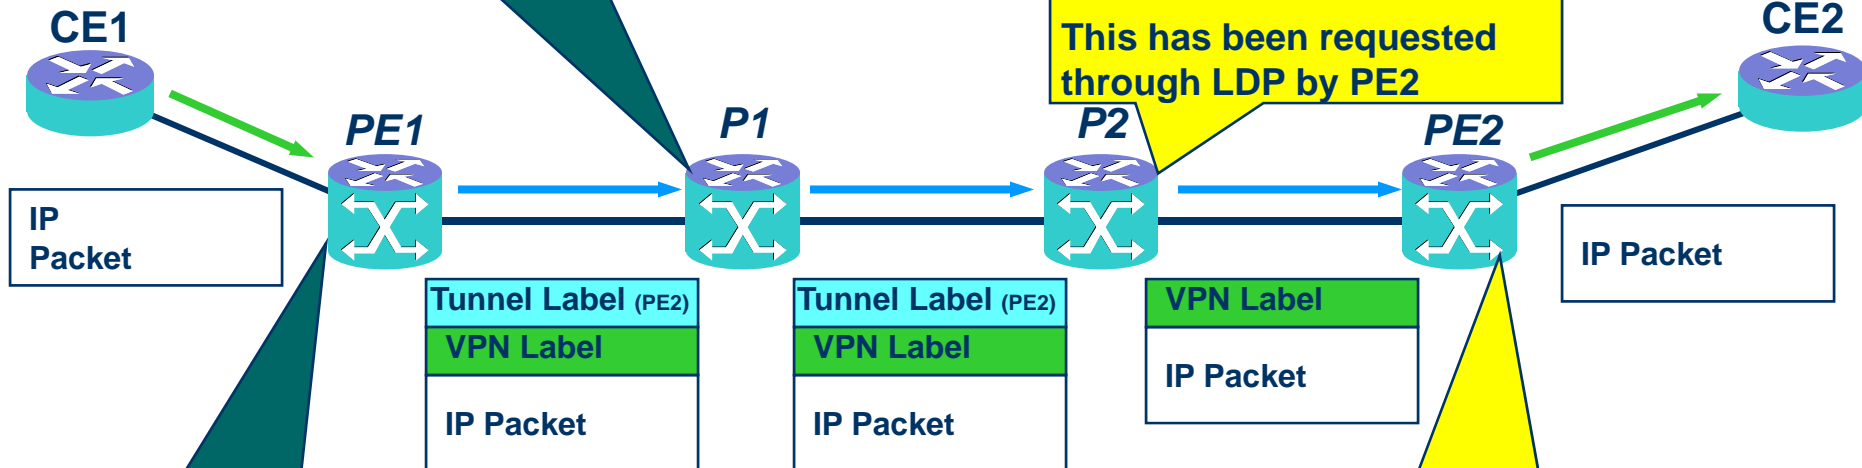 CE1
This has been requested
through LDP by PE2
CE2
PE1
P1
P2
PE2
IP
Packet
IP Packet
Tunnel Label (PE2)
VPN Label
IP Packet
Tunnel Label (PE2)
VPN Label
IP Packet
VPN Label
IP Packet